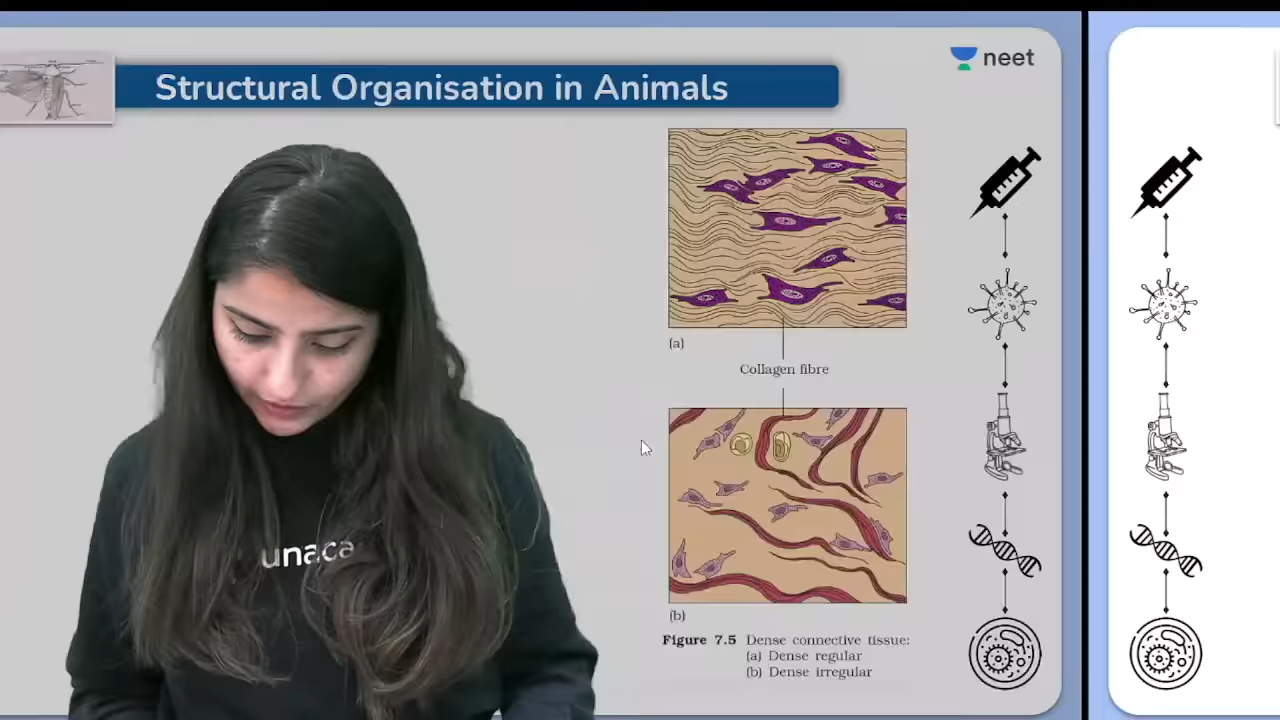 Structural Organisation in Animals
neet
(a)
Collagen fibre
unaca
(b)
Figure 7.5 Dense connective tissue:
(a) Dense regular
(b) Dense irregular